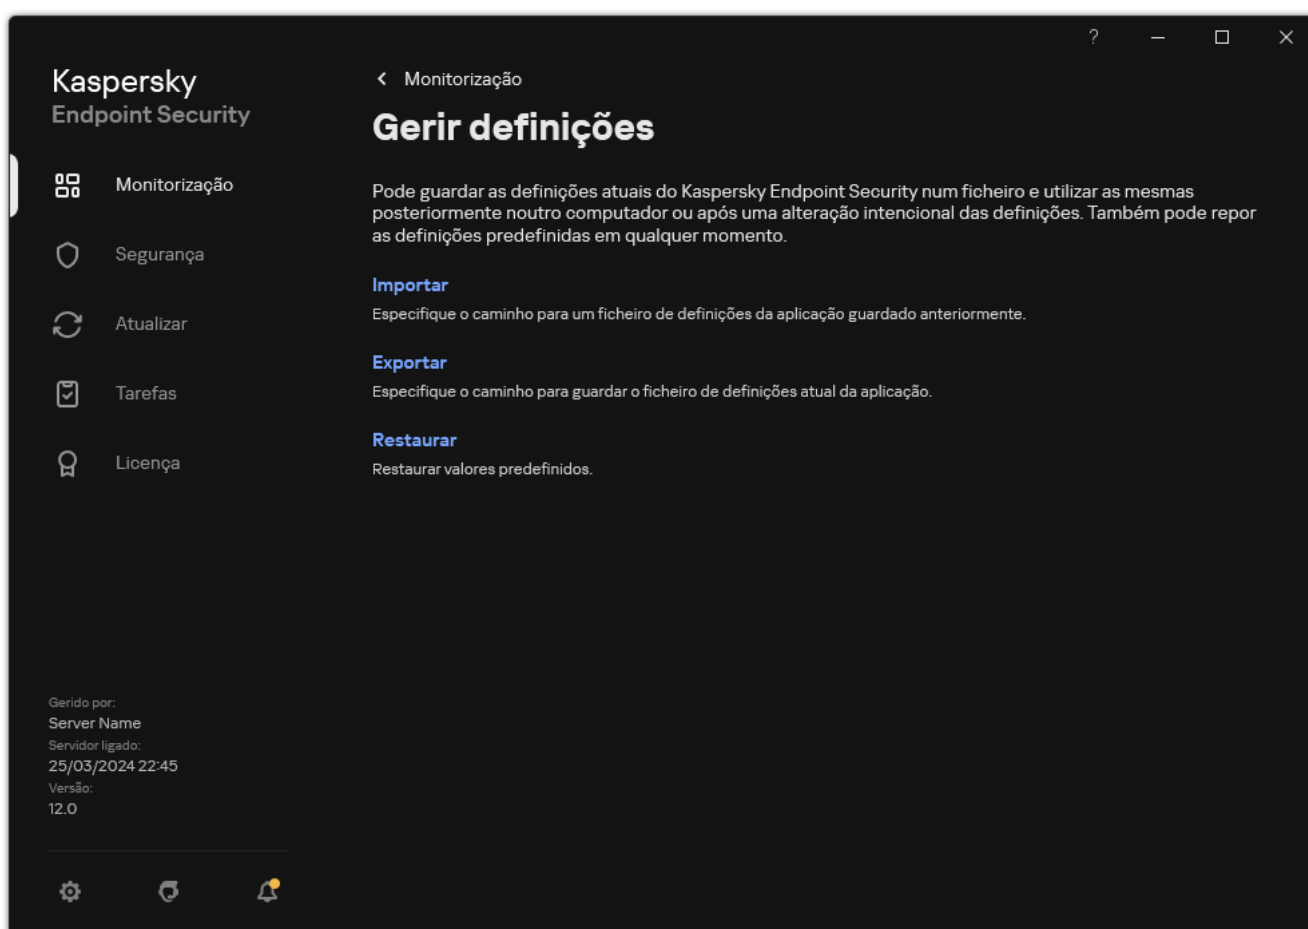 ?
Kaspersky
Endpoint Security
Monitorização
Segurança
Atualizar
Tarefas
Licença
Gerido por:
Server Name
Servidor ligado:
25/03/2024 22:45
Versão:
12.0
Monitorização
Gerir definições
Pode guardar as definições atuais do Kaspersky Endpoint Security num ficheiro e utilizar as mesmas
posteriormente noutro computador ou após uma alteração intencional das definições. Também pode repor
as definições predefinidas em qualquer momento.
Importar
Especifique o caminho para um ficheiro de definições da aplicação guardado anteriormente.
Exportar
Especifique o caminho para guardar o ficheiro de definições atual da aplicação.
Restaurar
Restaurar valores predefinidos.